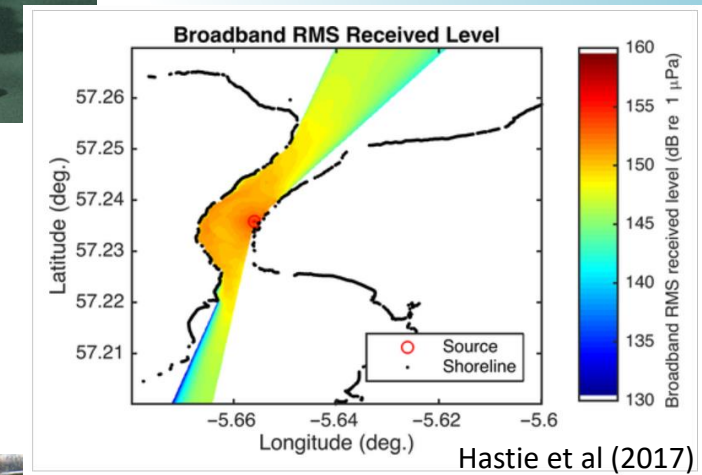 Broadband RMS Received Level
57.26
57.25
57.24
57.23
57.22
57.21
Latitude (deg.)
−5.66
−5.64
−5.62
−5.6
Longitude (deg.)
Source
Shoreline
160
155
150
145
140
135
130
Broadband RMS received level (dB re 1 μPa)
Hastie et al (2017)